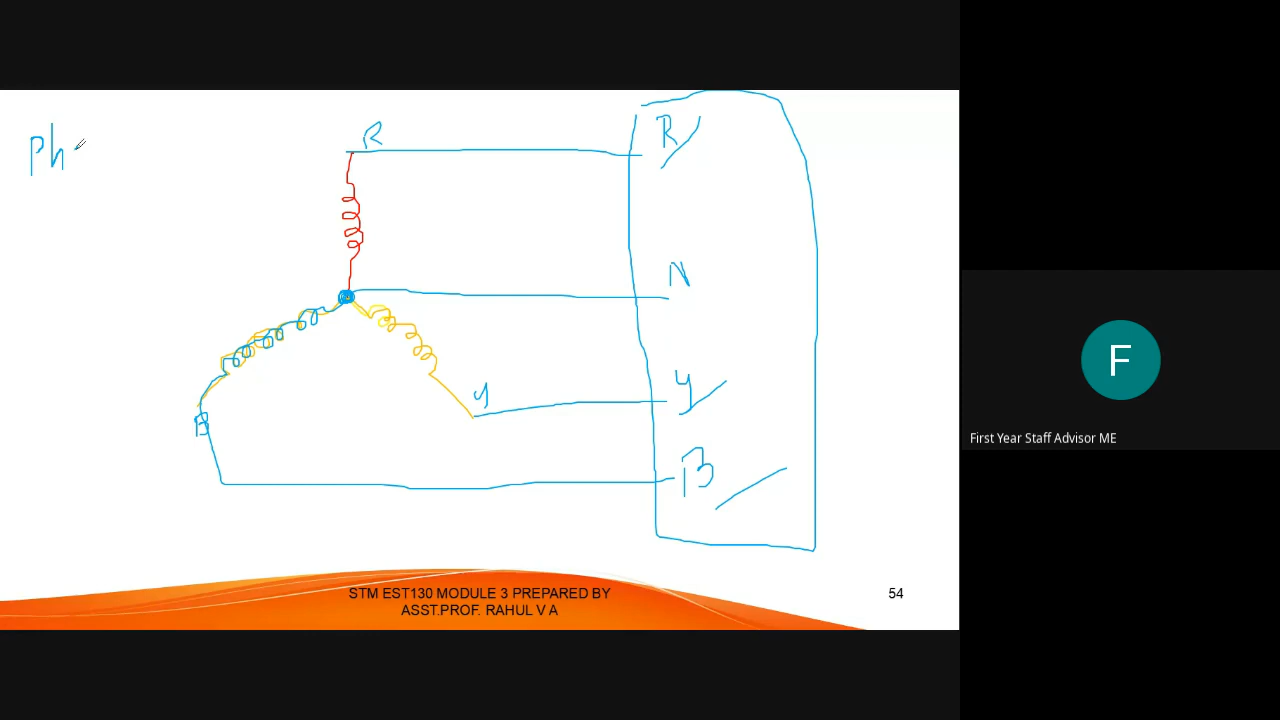 Ph
R
R
N
y
y
B
B
STM EST130 MODULE 3 PREPARED BY
ASST.PROF. RAHUL V A
54
F
First Year Staff Advisor ME